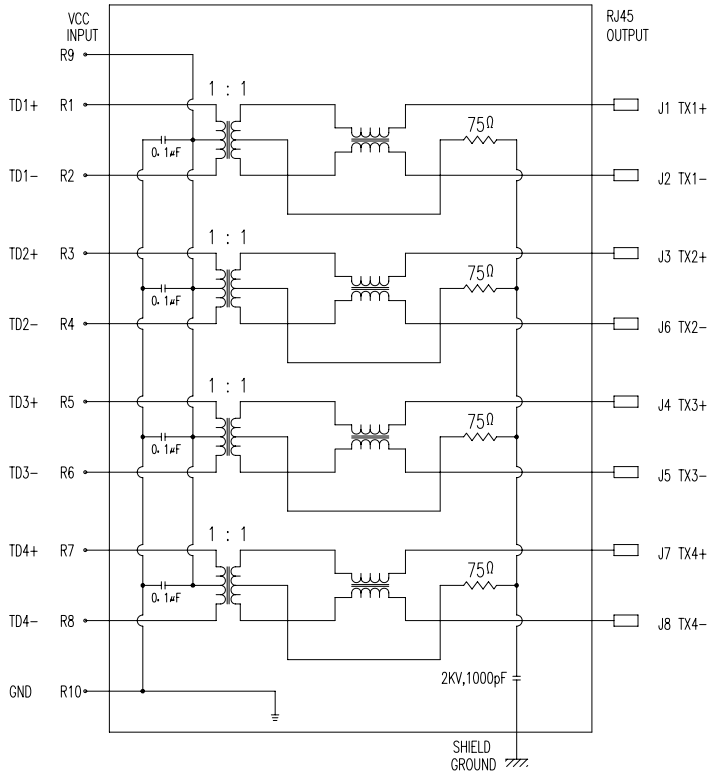 VCC INPUT
RJ45 OUTPUT
R9
1 : 1
TD1+ R1
J1 TX1+
75Ω
0.1µF
TD1- R2
J2 TX1-
1 : 1
TD2+ R3
J3 TX2+
75Ω
0.1µF
TD2- R4
J6 TX2-
1 : 1
TD3+ R5
J4 TX3+
75Ω
0.1µF
TD3- R6
J5 TX3-
1 : 1
TD4+ R7
J7 TX4+
75Ω
0.1µF
TD4- R8
J8 TX4-
2KV,1000pF
GND R10
SHIELD GROUND